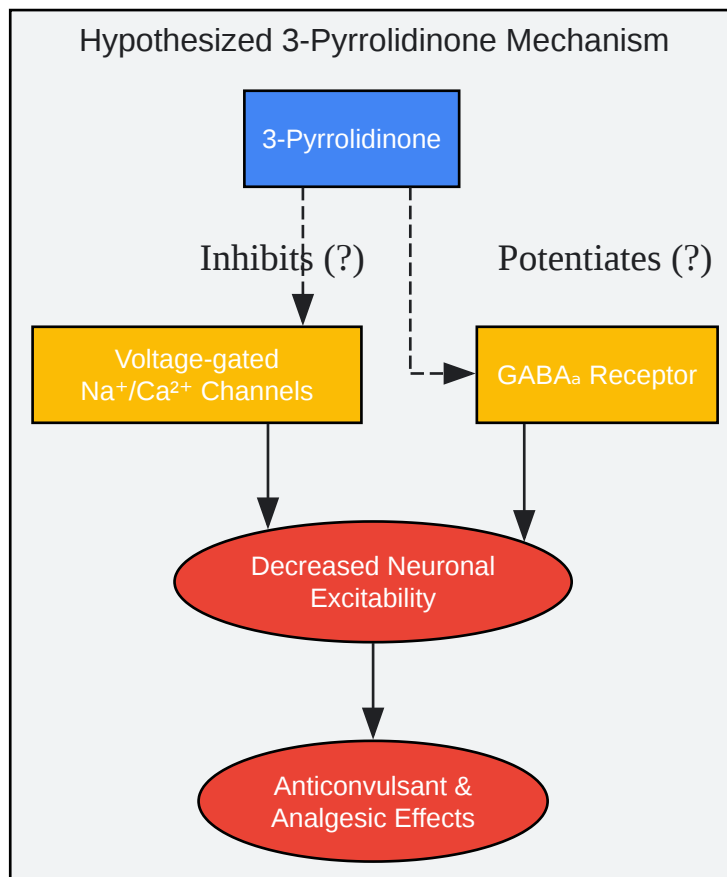 Hypothesized 3-Pyrrolidinone Mechanism
3-Pyrrolidinone
Inhibits (?)
Potentiates (?)
Voltage-gated
Na⁺/Ca²⁺ Channels
GABAₐ Receptor
Decreased Neuronal
Excitability
Anticonvulsant &
Analgesic Effects